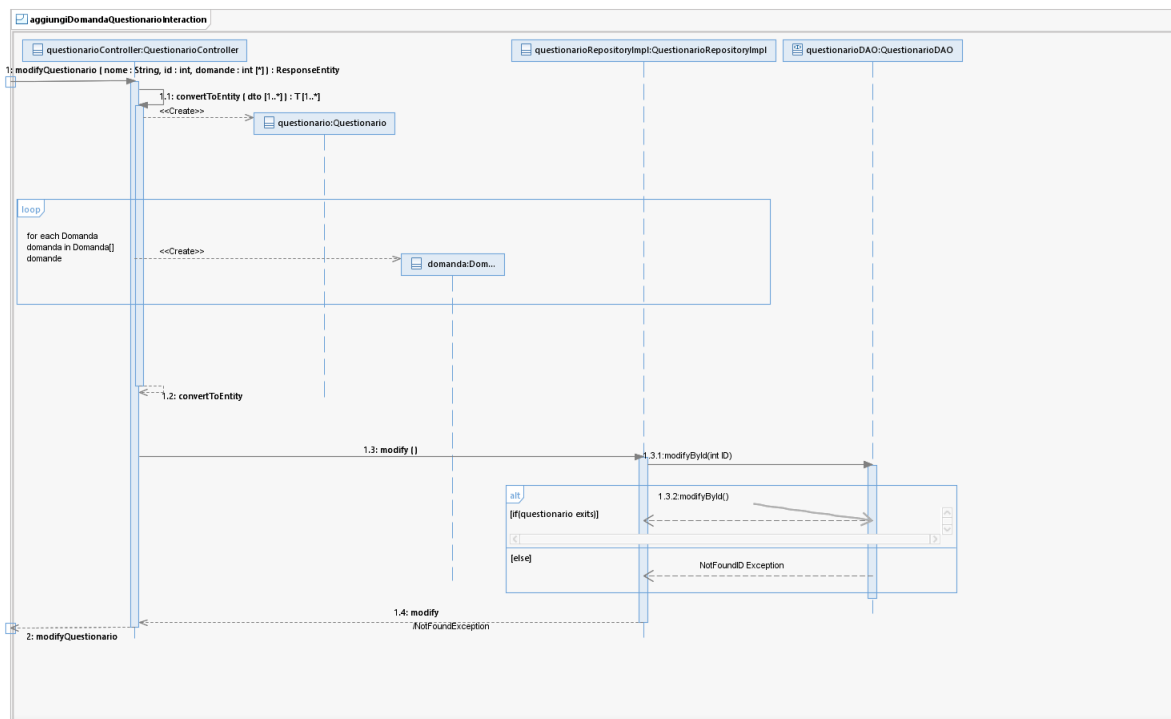 aggiungiDomandaQuestionarioInteraction
questionarioController:QuestionarioController
questionarioRepositoryImpl:QuestionarioRepositoryImpl
questionarioDAO:QuestionarioDAO
1: modifyQuestionario ( nome : String, id : int, domande : int [*] ) : ResponseEntity
1.1: convertToEntity ( dto [1..*] ) : T [1..*]
<<Create>>
questionario:Questionario
loop
for each Domanda
domanda in Domanda[]
domande
<<Create>>
domanda:Dom...
1.2: convertToEntity
1.3: modify ()
1.3.1:modifyById(int ID)
alt
1.3.2:modifyById()
[if(questionario exits)]
[else]
NotFoundID Exception
1.4: modify
/NotFoundException
2: modifyQuestionario